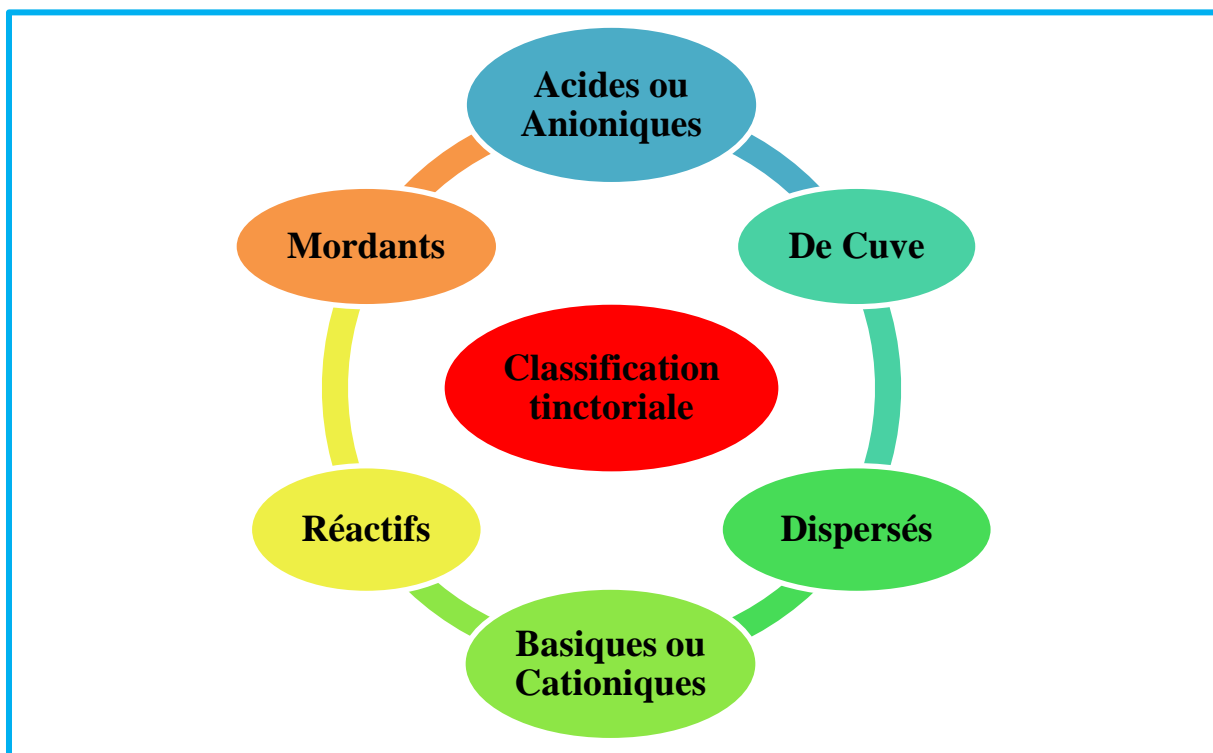 Acides ou
Anioniques
Mordants
De Cuve
Classification
tinctoriale
Réactifs
Dispersés
Basiques ou
Cationiques